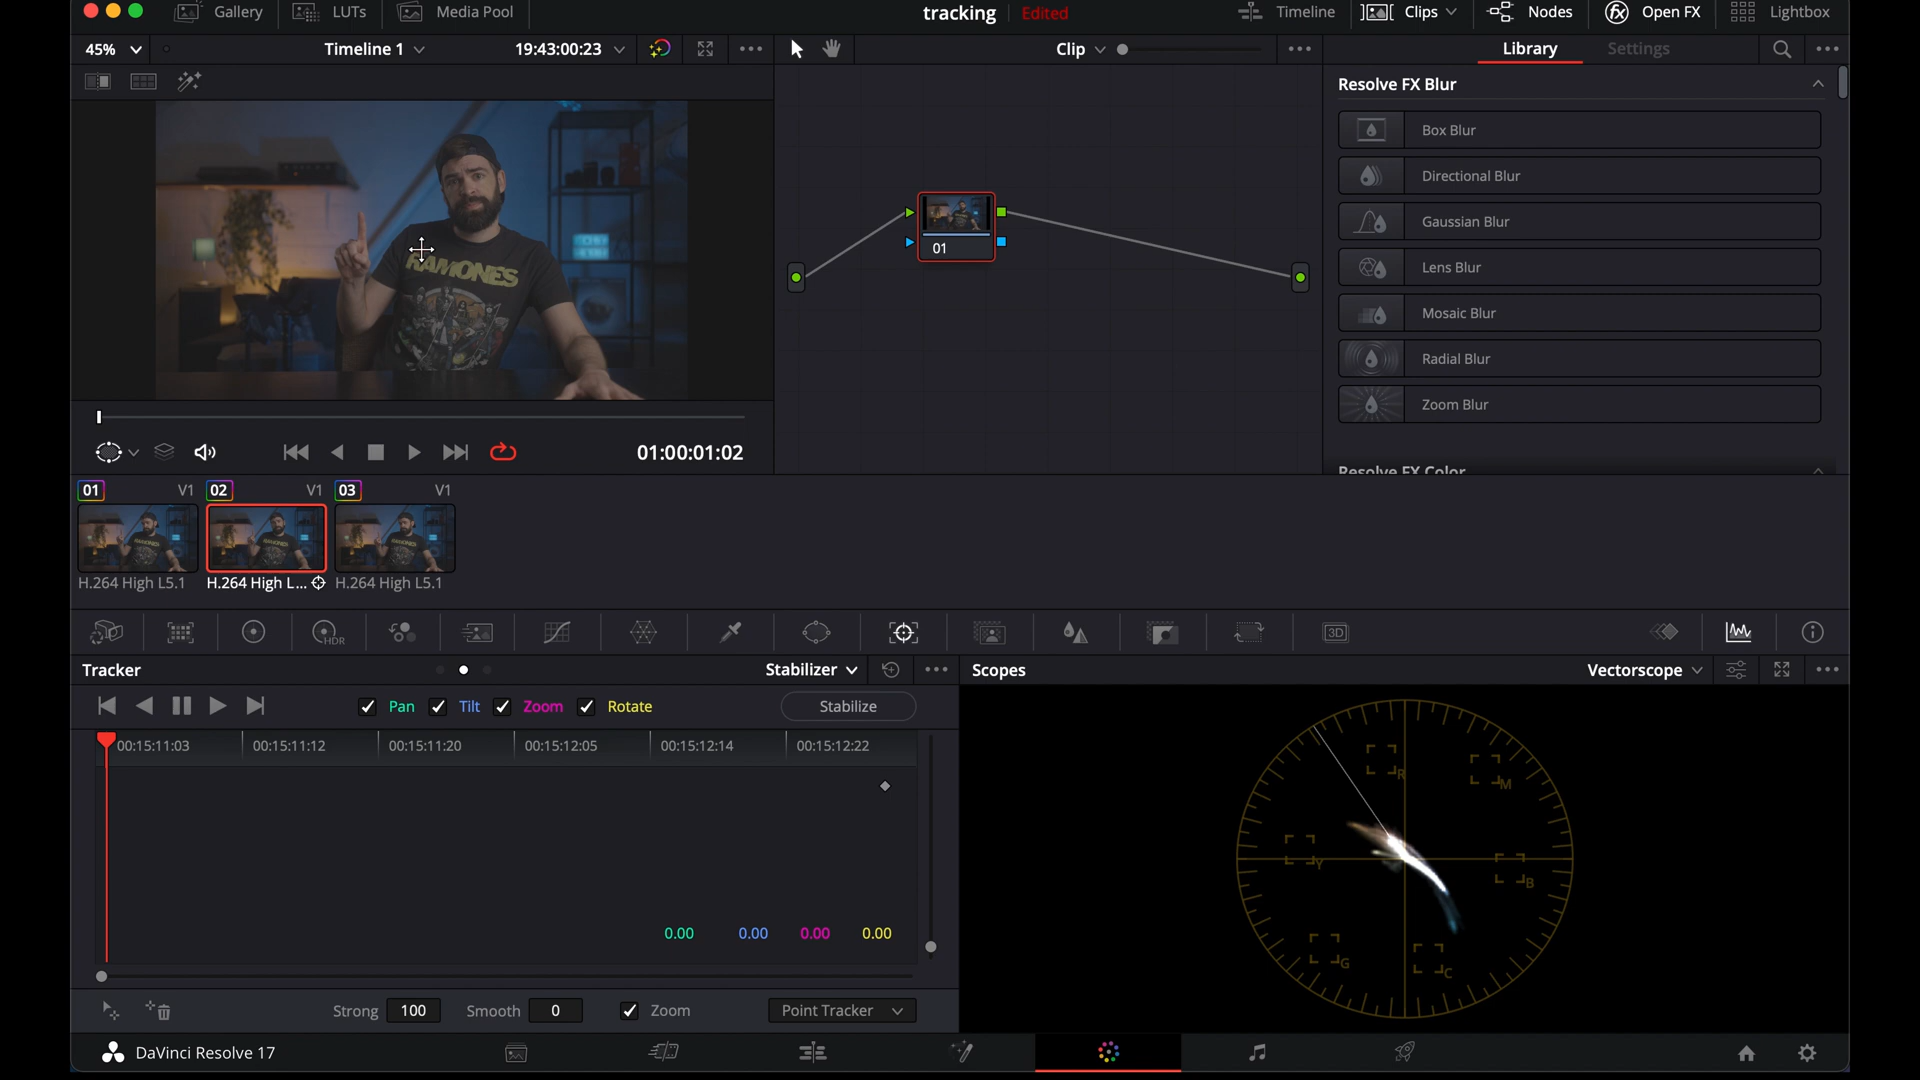 Gallery LUTs Media Pool tracking Edited Timeline Clips Nodes Open FX Lightbox
45% Timeline 1 19:43:00:23 Clip Library Settings
Resolve FX Blur
Box Blur
Directional Blur
Gaussian Blur
Lens Blur
Mosaic Blur
Radial Blur
Zoom Blur
Resolve FX Color
RAMONES
01
01:00:01:02
01 V1 02 V1 03 V1
H.264 High L5.1 H.264 High L... H.264 High L5.1
HDR 3D
Tracker Stabilizer Scopes Vectorscope
Pan Tilt Zoom Rotate Stabilize
00:15:11:03 00:15:11:12 00:15:11:20 00:15:12:05 00:15:12:14 00:15:12:22
R M
Y B
G C
0.00 0.00 0.00 0.00
Strong 100 Smooth 0 Zoom Point Tracker
DaVinci Resolve 17